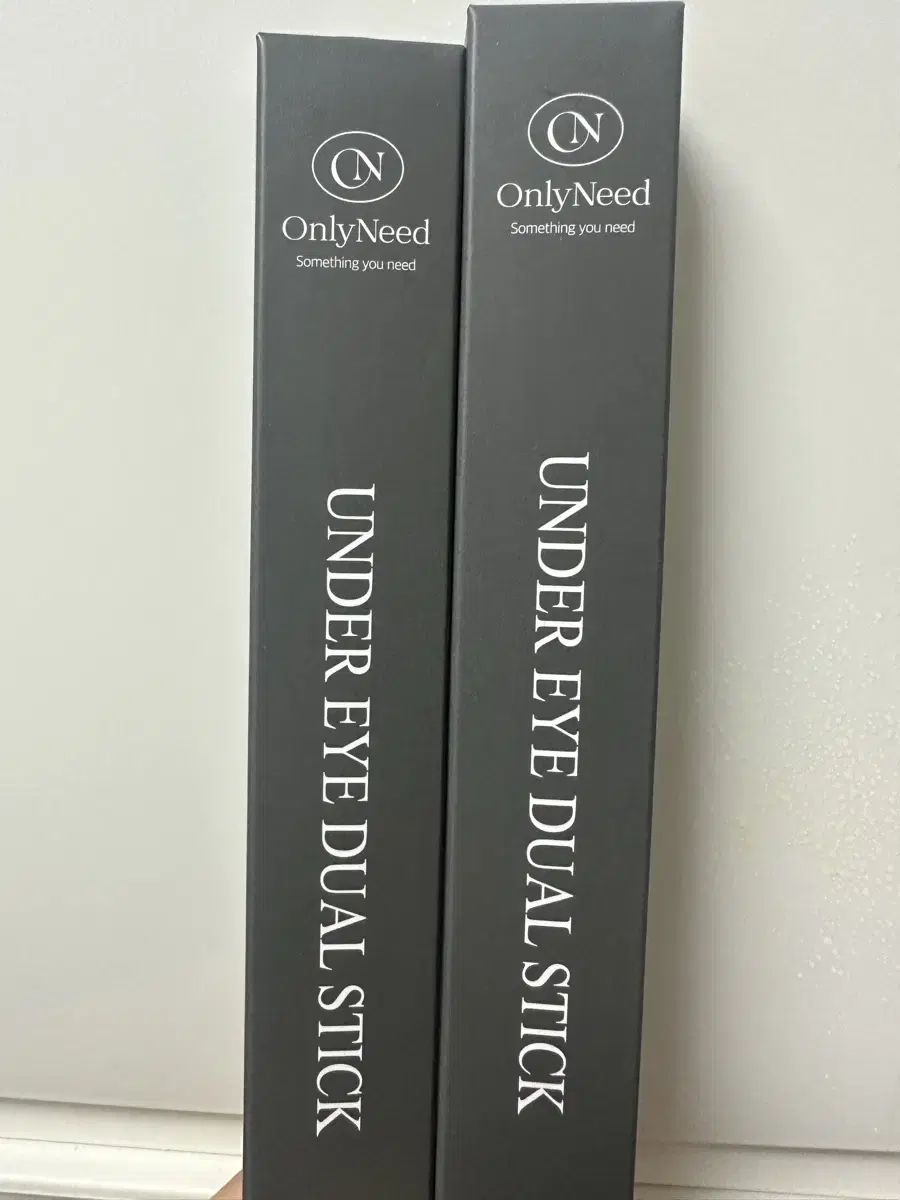 ON
OnlyNeed
Something you need
UNDER EYE DUAL STICK
ON
OnlyNeed
Something you need
UNDER EYE DUAL STICK